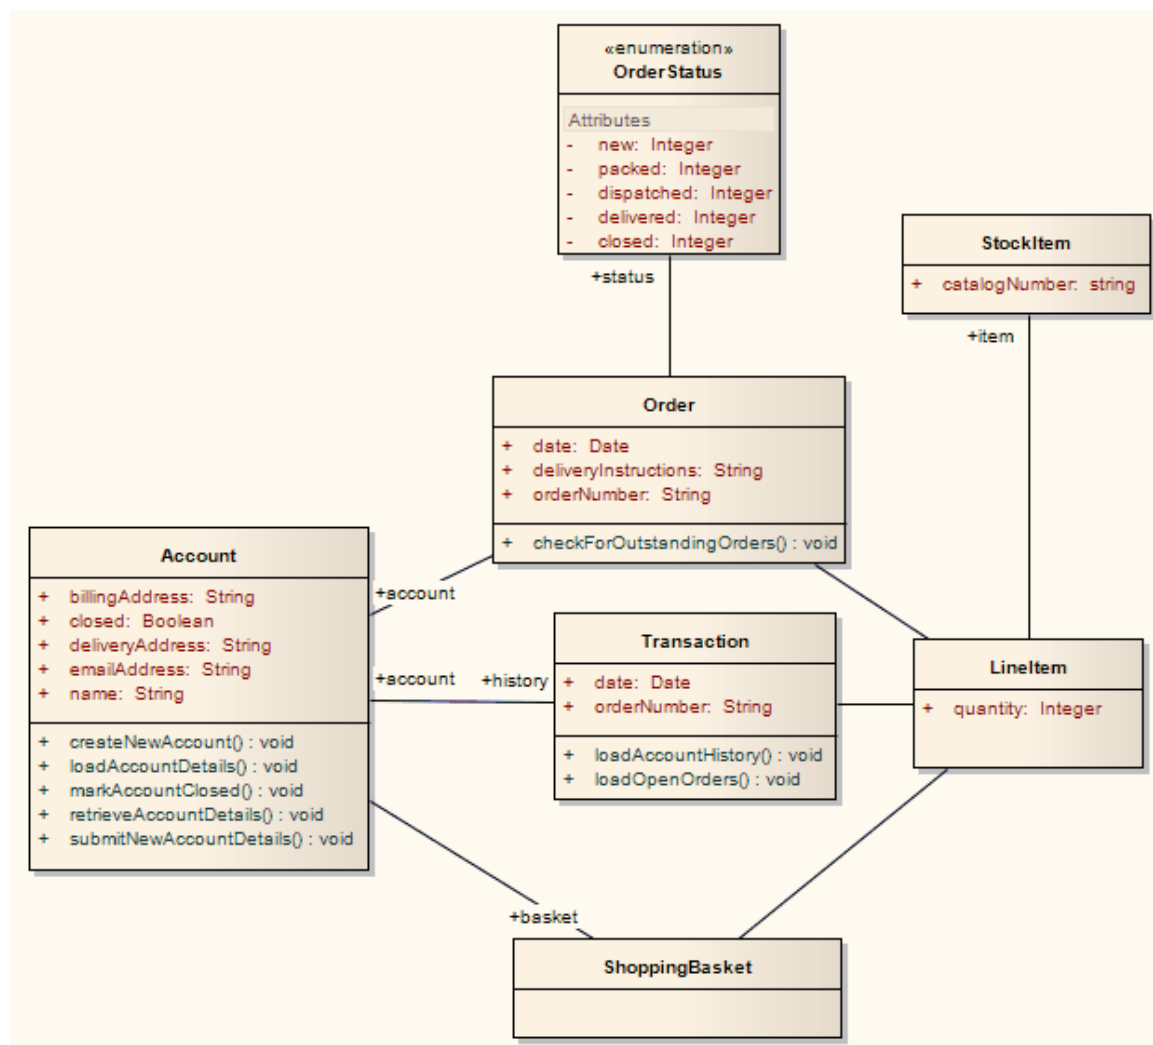 «enumeration»
OrderStatus
Attributes
- new: Integer
- packed: Integer
- dispatched: Integer
- delivered: Integer
- closed: Integer
+status
StockItem
+ catalogNumber: string
+item
Order
+ date: Date
+ deliveryInstructions: String
+ orderNumber: String
+ checkForOutstandingOrders() : void
Account
+ billingAddress: String
+ closed: Boolean
+ deliveryAddress: String
+ emailAddress: String
+ name: String
+ createNewAccount() : void
+ loadAccountDetails() : void
+ markAccountClosed() : void
+ retrieveAccountDetails() : void
+ submitNewAccountDetails() : void
+account
+account
+history
Transaction
+ date: Date
+ orderNumber: String
+ loadAccountHistory() : void
+ loadOpenOrders() : void
LineItem
+ quantity: Integer
+basket
ShoppingBasket